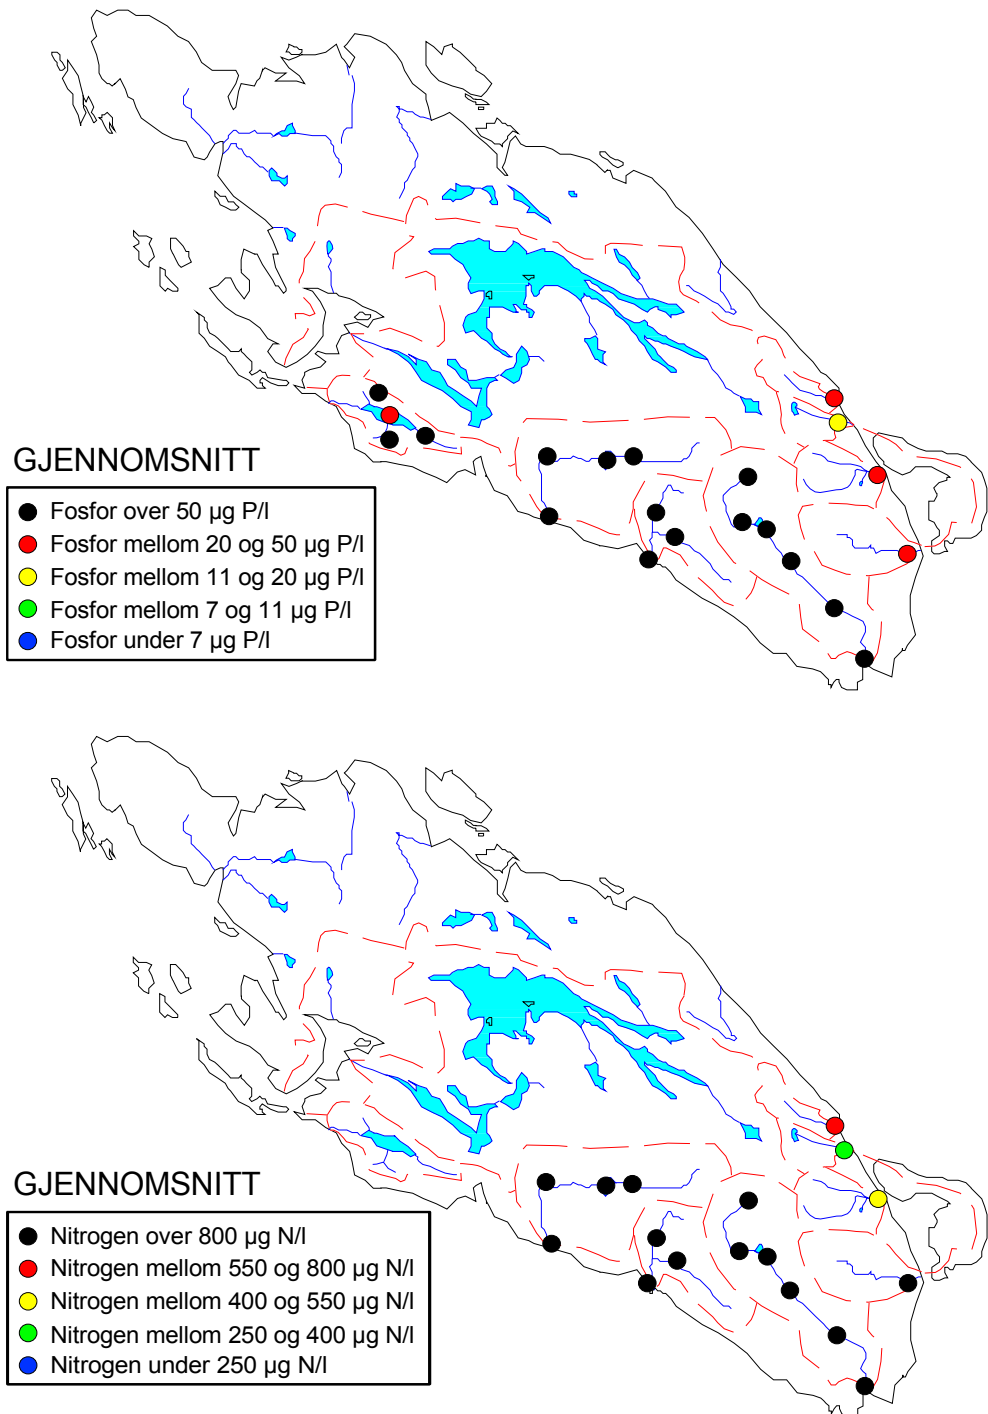 GJENNOMSNITT
Fosfor over 50 µg P/l
Fosfor mellom 20 og 50 µg P/l
Fosfor mellom 11 og 20 µg P/l
Fosfor mellom 7 og 11 µg P/l
Fosfor under 7 µg P/l
GJENNOMSNITT
Nitrogen over 800 µg N/l
Nitrogen mellom 550 og 800 µg N/l
Nitrogen mellom 400 og 550 µg N/l
Nitrogen mellom 250 og 400 µg N/l
Nitrogen under 250 µg N/l